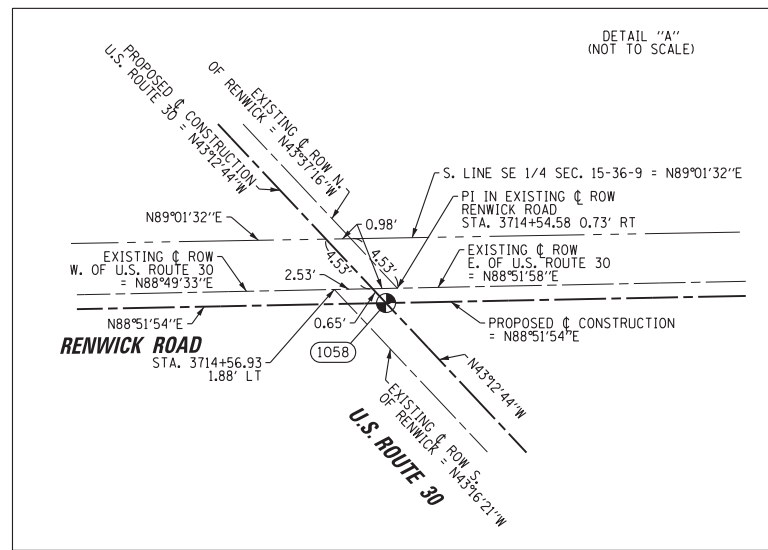 DETAIL "A"
(NOT TO SCALE)
PROPOSED ℄ CONSTRUCTION
U.S. ROUTE 30 = N43°12'44"W
EXISTING ℄ ROW N.
OF RENWICK = N43°37'16"W
S. LINE SE 1/4 SEC. 15-36-9 = N89°01'32"E
PI IN EXISTING ℄ ROW
RENWICK ROAD
STA. 3714+54.58 0.73' RT
N89°01'32"E
0.98'
EXISTING ℄ ROW
W. OF U.S. ROUTE 30
= N88°49'33"E
4.53'
4.53'
EXISTING ℄ ROW
E. OF U.S. ROUTE 30
= N88°51'58"E
2.53'
N88°51'54"E
0.65'
PROPOSED ℄ CONSTRUCTION
= N88°51'54"E
RENWICK ROAD
STA. 3714+56.93
1.88' LT
1058
N43°12'44"W
EXISTING ℄ ROW S.
OF RENWICK = N43°16'21"W
U.S. ROUTE 30